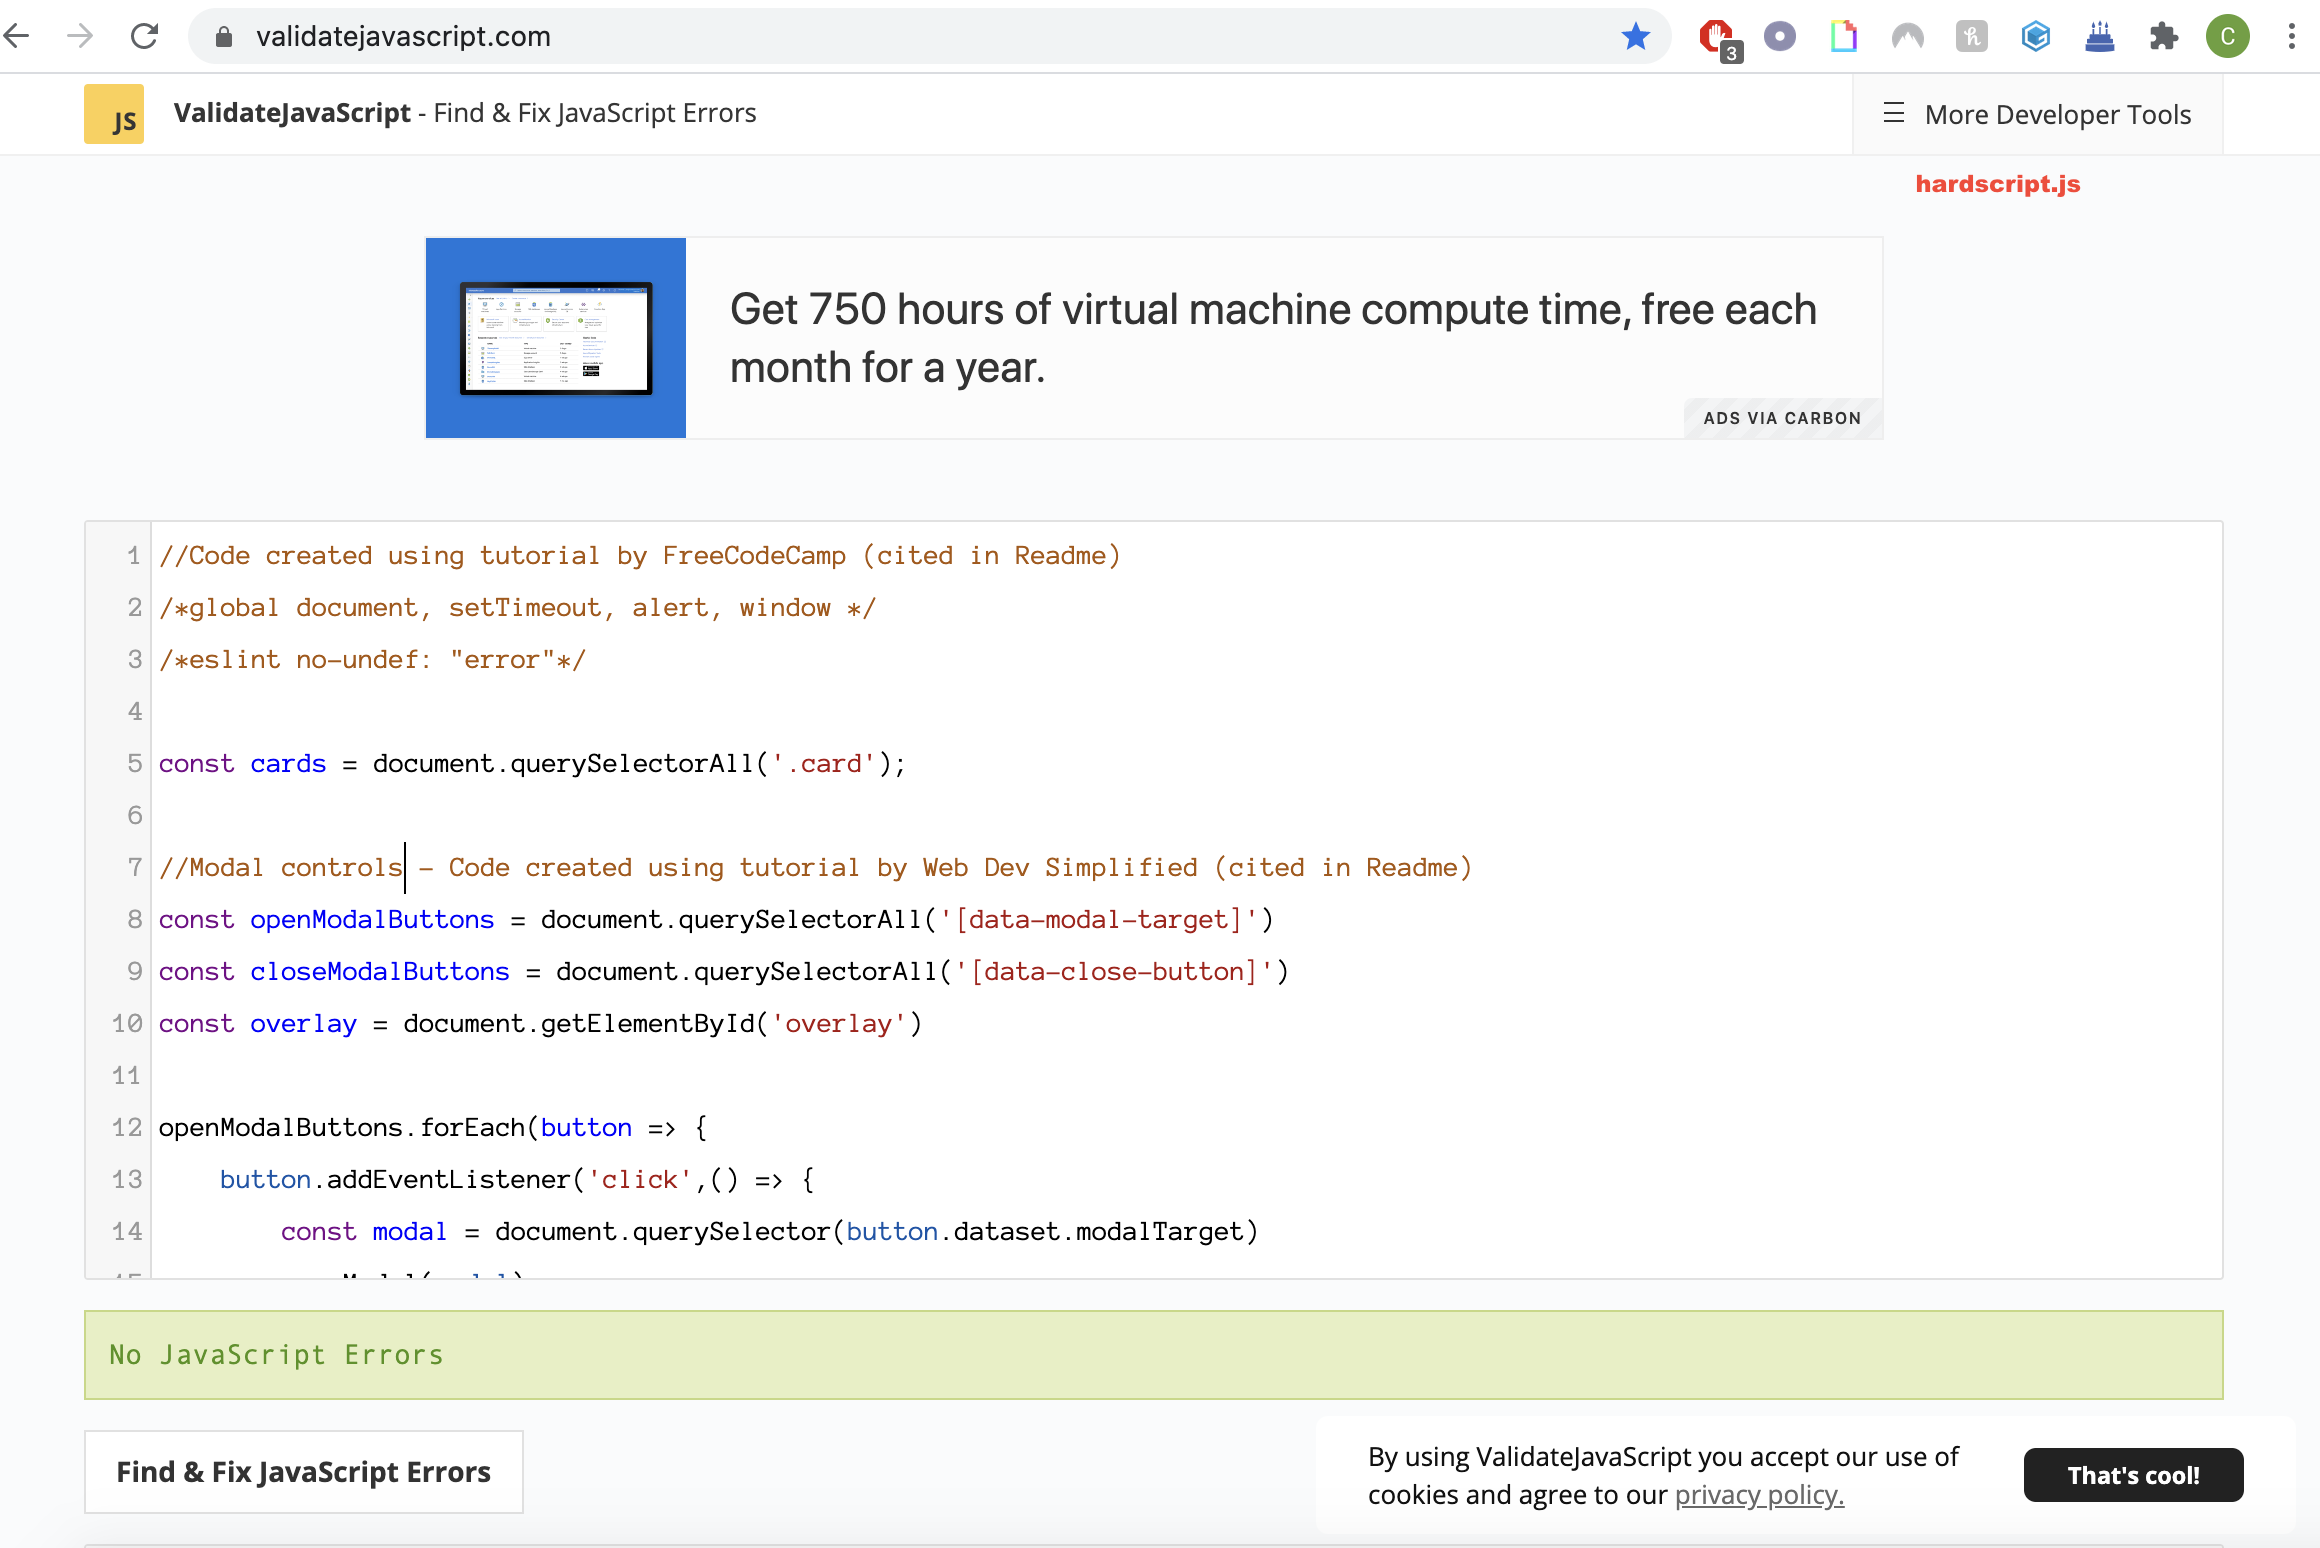 validatejavascript.com
3
C
JS
ValidateJavaScript - Find & Fix JavaScript Errors
More Developer Tools
hardscript.js
Get 750 hours of virtual machine compute time, free each
month for a year.
ADS VIA CARBON
1 //Code created using tutorial by FreeCodeCamp (cited in Readme)
2 /*global document, setTimeout, alert, window */
3 /*eslint no-undef: "error"*/
4
5 const cards = document.querySelectorAll('.card');
6
7 //Modal controls - Code created using tutorial by Web Dev Simplified (cited in Readme)
8 const openModalButtons = document.querySelectorAll('[data-modal-target]')
9 const closeModalButtons = document.querySelectorAll('[data-close-button]')
10 const overlay = document.getElementById('overlay')
11
12 openModalButtons.forEach(button => {
13 button.addEventListener('click',() => {
14 const modal = document.querySelector(button.dataset.modalTarget)
No JavaScript Errors
Find & Fix JavaScript Errors
By using ValidateJavaScript you accept our use of
cookies and agree to our privacy policy.
That's cool!